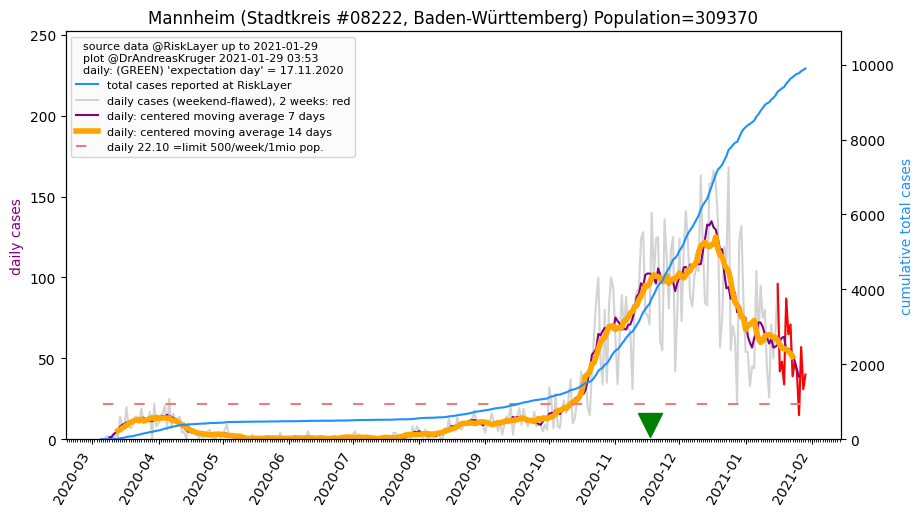 Mannheim (Stadtkreis #08222, Baden-Württemberg) Population=309370
source data @RiskLayer up to 2021-01-29
plot @DrAndreasKruger 2021-01-29 03:53
daily: (GREEN) 'expectation day' = 17.11.2020
total cases reported at RiskLayer
daily cases (weekend-flawed), 2 weeks: red
daily: centered moving average 7 days
daily: centered moving average 14 days
daily 22.10 =limit 500/week/1mio pop.
daily cases
250
200
150
100
50
0
cumulative total cases
10000
8000
6000
4000
2000
0
2020-03
2020-04
2020-05
2020-06
2020-07
2020-08
2020-09
2020-10
2020-11
2020-12
2021-01
2021-02